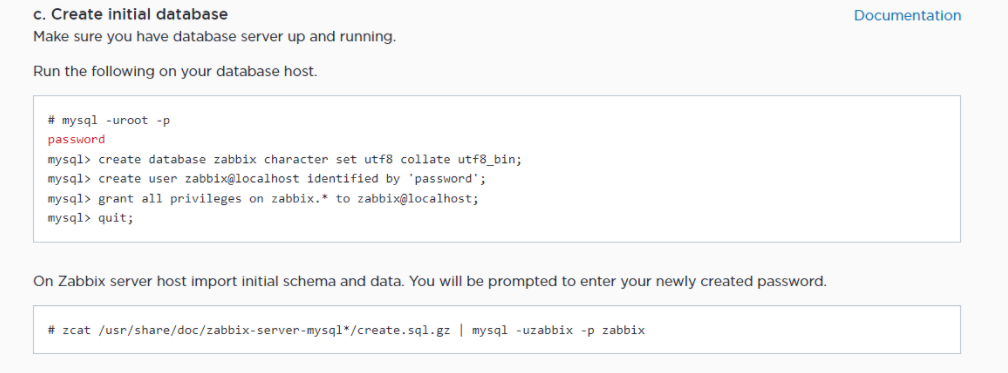 c. Create initial database
Documentation
Make sure you have database server up and running.
Run the following on your database host.
# mysql -uroot -p
password
mysql> create database zabbix character set utf8 collate utf8_bin;
mysql> create user zabbix@localhost identified by 'password';
mysql> grant all privileges on zabbix.* to zabbix@localhost;
mysql> quit;
On Zabbix server host import initial schema and data. You will be prompted to enter your newly created password.
# zcat /usr/share/doc/zabbix-server-mysql*/create.sql.gz | mysql -uzabbix -p zabbix